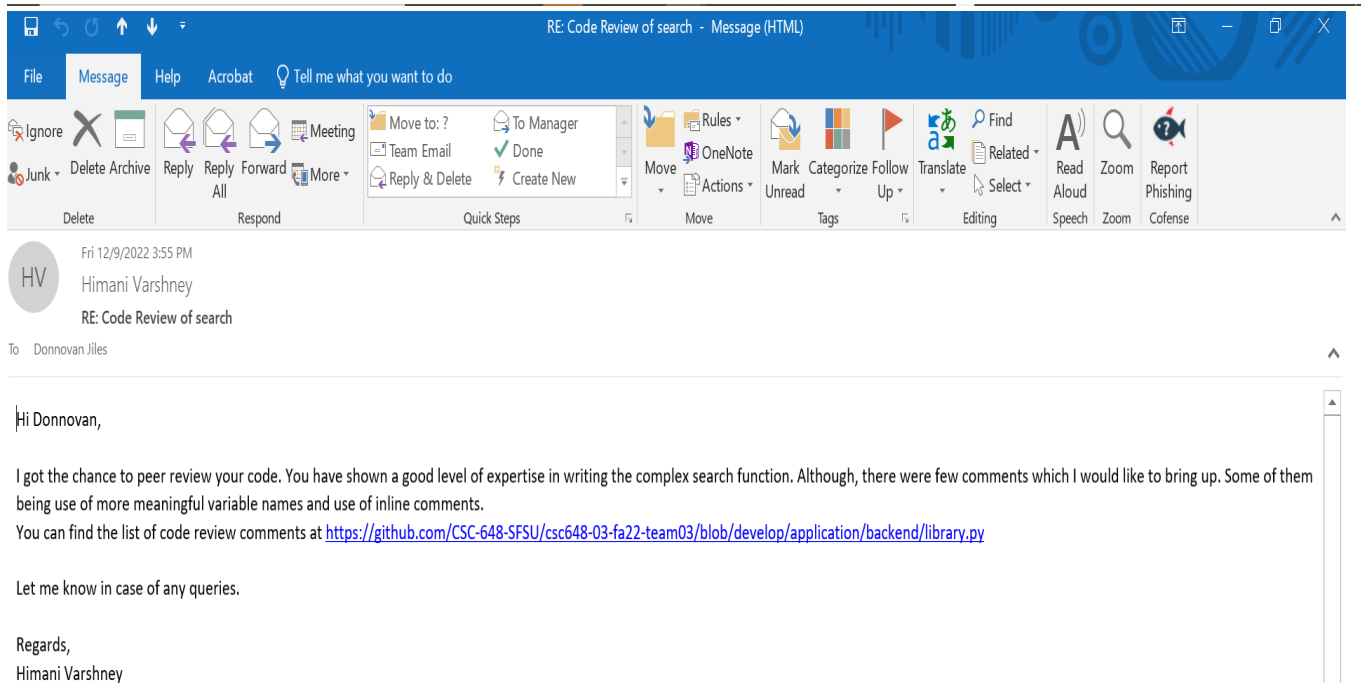 RE: Code Review of search - Message (HTML)
File Message Help Acrobat Tell me what you want to do
Ignore
Junk
Delete
Archive
Delete
Reply
Reply All
Forward
Meeting
More
Respond
Move to: ?
To Manager
Team Email
Done
Reply & Delete
Create New
Quick Steps
Move
Rules
OneNote
Actions
Move
Mark Unread
Categorize
Follow Up
Tags
Translate
Find
Related
Select
Editing
Read Aloud
Speech
Zoom
Zoom
Report Phishing
Cofense
HV
Fri 12/9/2022 3:55 PM
Himani Varshney
RE: Code Review of search
To Donnovan Jiles
Hi Donnovan,
I got the chance to peer review your code. You have shown a good level of expertise in writing the complex search function. Although, there were few comments which I would like to bring up. Some of them
being use of more meaningful variable names and use of inline comments.
You can find the list of code review comments at https://github.com/CSC-648-SFSU/csc648-03-fa22-team03/blob/develop/application/backend/library.py
Let me know in case of any queries.
Regards,
Himani Varshney